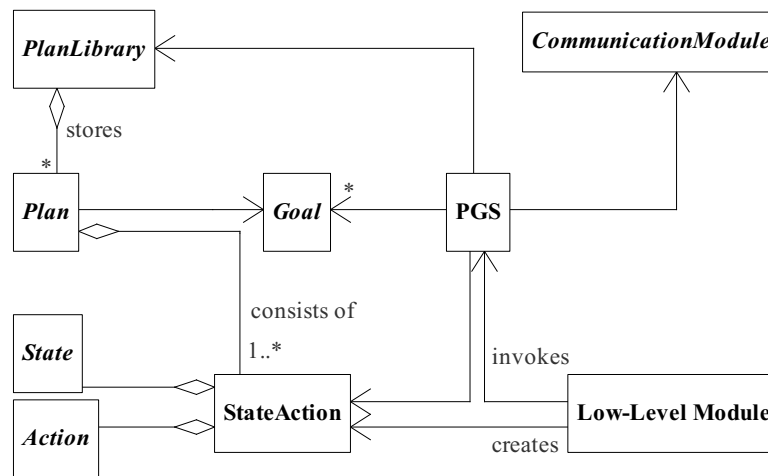 PlanLibrary
CommunicationModule
stores
*
Plan
Goal
*
PGS
consists of
1..*
State
invokes
StateAction
Low-Level Module
Action
creates